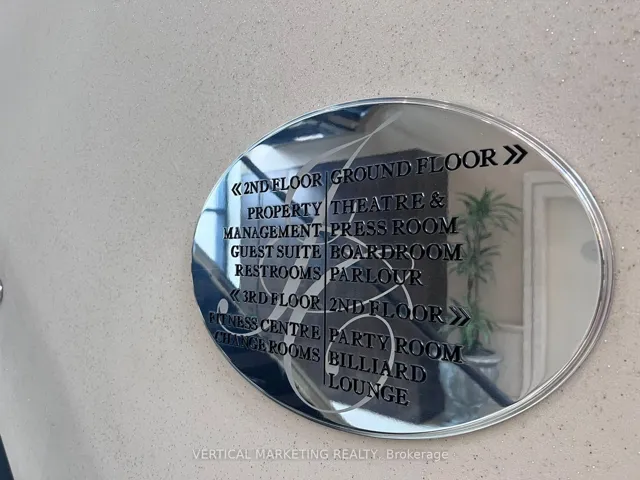 « 2ND FLOOR
PROPERTY
MANAGEMENT
GUEST SUITE
RESTROOMS
« 3RD FLOOR
FITNESS CENTRE
CHANGE ROOMS
GROUND FLOOR »
THEATRE &
PRESS ROOM
BOARDROOM
PARLOUR
2ND FLOOR »
PARTY ROOM
BILLIARD
LOUNGE
VERTICAL MARKETING REALTY, Brokerage